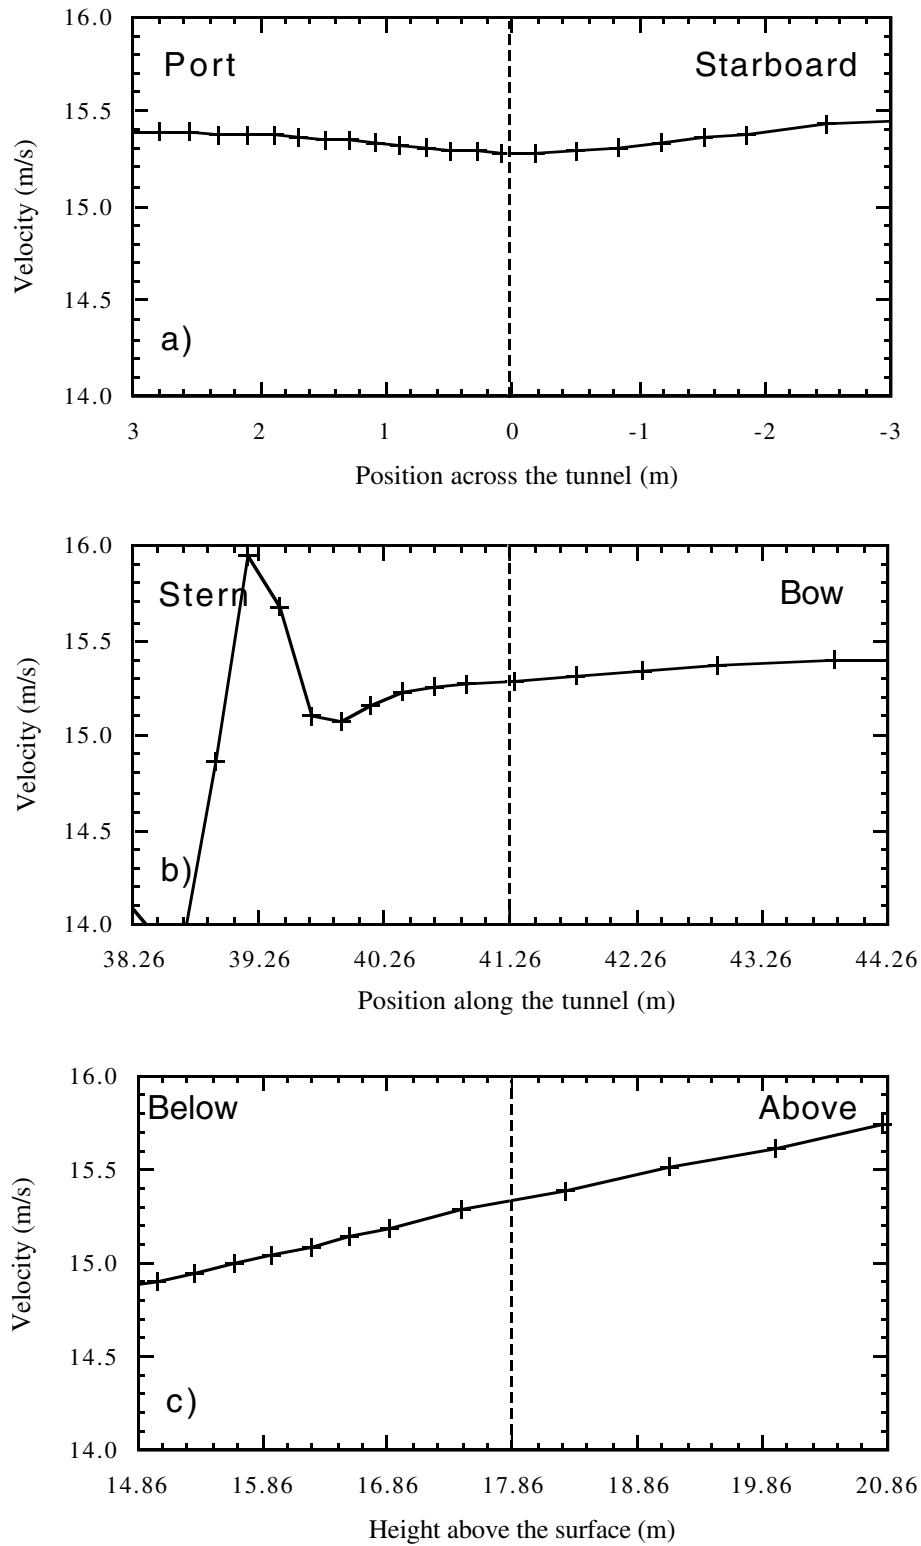 16.0
Port Starboard
15.5
Velocity (m/s)
15.0
14.5
a)
14.0
3 2 1 0 -1 -2 -3
Position across the tunnel (m)
16.0
Stern Bow
15.5
Velocity (m/s)
15.0
14.5
b)
14.0
38.26 39.26 40.26 41.26 42.26 43.26 44.26
Position along the tunnel (m)
16.0
Below Above
15.5
Velocity (m/s)
15.0
14.5
c)
14.0
14.86 15.86 16.86 17.86 18.86 19.86 20.86
Height above the surface (m)